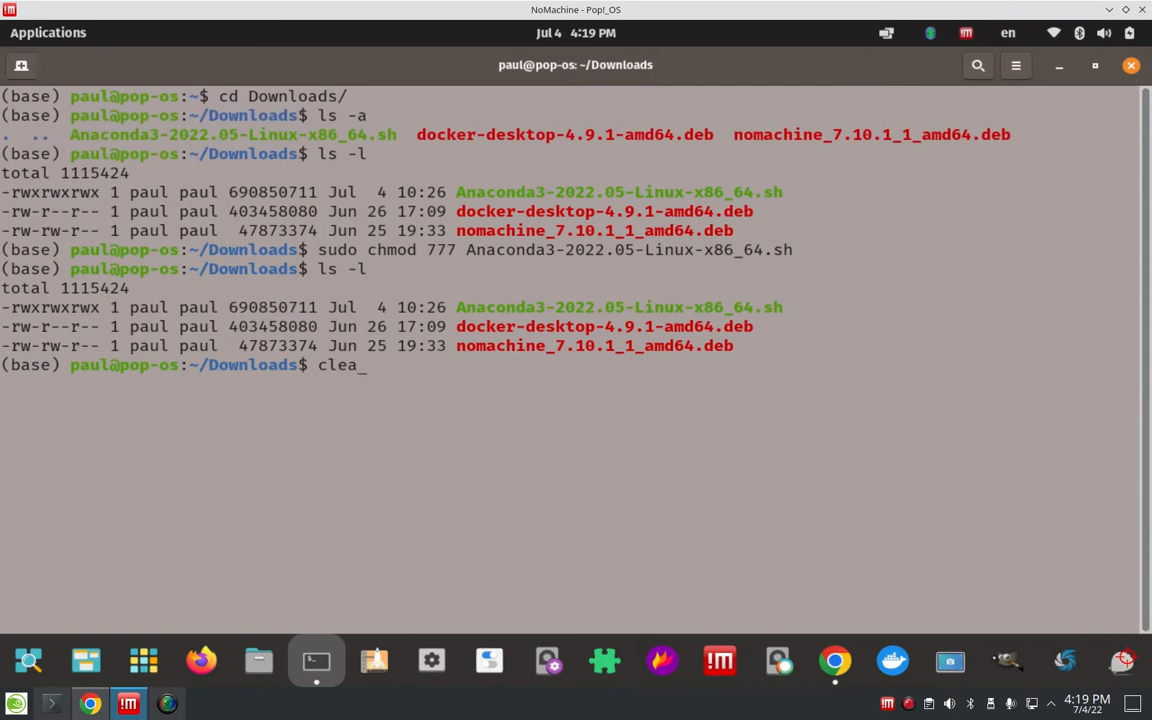 NoMachine - Pop!_OS
Applications
Jul 4 4:19 PM
en
paul@pop-os: ~/Downloads
(base) paul@pop-os:~$ cd Downloads/
(base) paul@pop-os:~/Downloads$ ls -a
. .. Anaconda3-2022.05-Linux-x86_64.sh docker-desktop-4.9.1-amd64.deb nomachine_7.10.1_1_amd64.deb
(base) paul@pop-os:~/Downloads$ ls -l
total 1115424
-rwxrwxrwx 1 paul paul 690850711 Jul 4 10:26 Anaconda3-2022.05-Linux-x86_64.sh
-rw-r--r-- 1 paul paul 403458080 Jun 26 17:09 docker-desktop-4.9.1-amd64.deb
-rw-rw-r-- 1 paul paul 47873374 Jun 25 19:33 nomachine_7.10.1_1_amd64.deb
(base) paul@pop-os:~/Downloads$ sudo chmod 777 Anaconda3-2022.05-Linux-x86_64.sh
(base) paul@pop-os:~/Downloads$ ls -l
total 1115424
-rwxrwxrwx 1 paul paul 690850711 Jul 4 10:26 Anaconda3-2022.05-Linux-x86_64.sh
-rw-r--r-- 1 paul paul 403458080 Jun 26 17:09 docker-desktop-4.9.1-amd64.deb
-rw-rw-r-- 1 paul paul 47873374 Jun 25 19:33 nomachine_7.10.1_1_amd64.deb
(base) paul@pop-os:~/Downloads$ clea_
4:19 PM
7/4/22